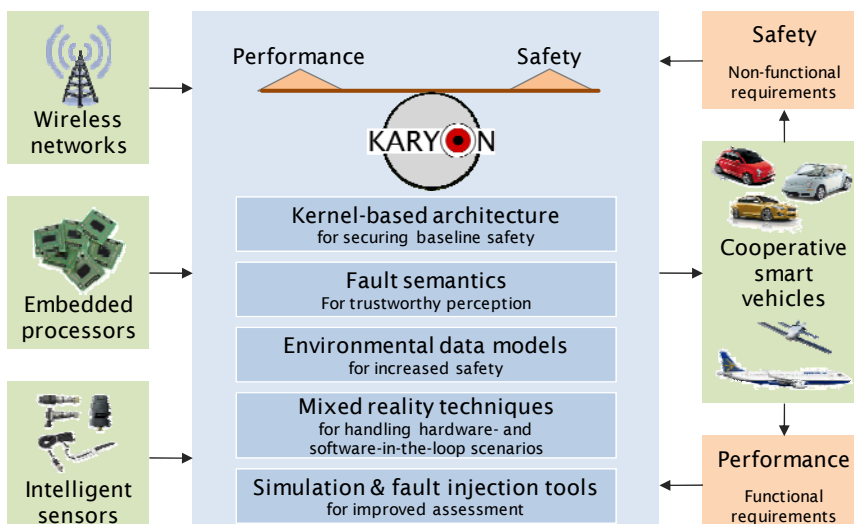 Wireless
networks
Embedded
processors
Intelligent
sensors
Performance
Safety
KARYON
Kernel-based architecture
for securing baseline safety
Fault semantics
For trustworthy perception
Environmental data models
for increased safety
Mixed reality techniques
for handling hardware- and
software-in-the-loop scenarios
Simulation & fault injection tools
for improved assessment
Safety
Non-functional
requirements
Cooperative
smart
vehicles
Performance
Functional
requirements